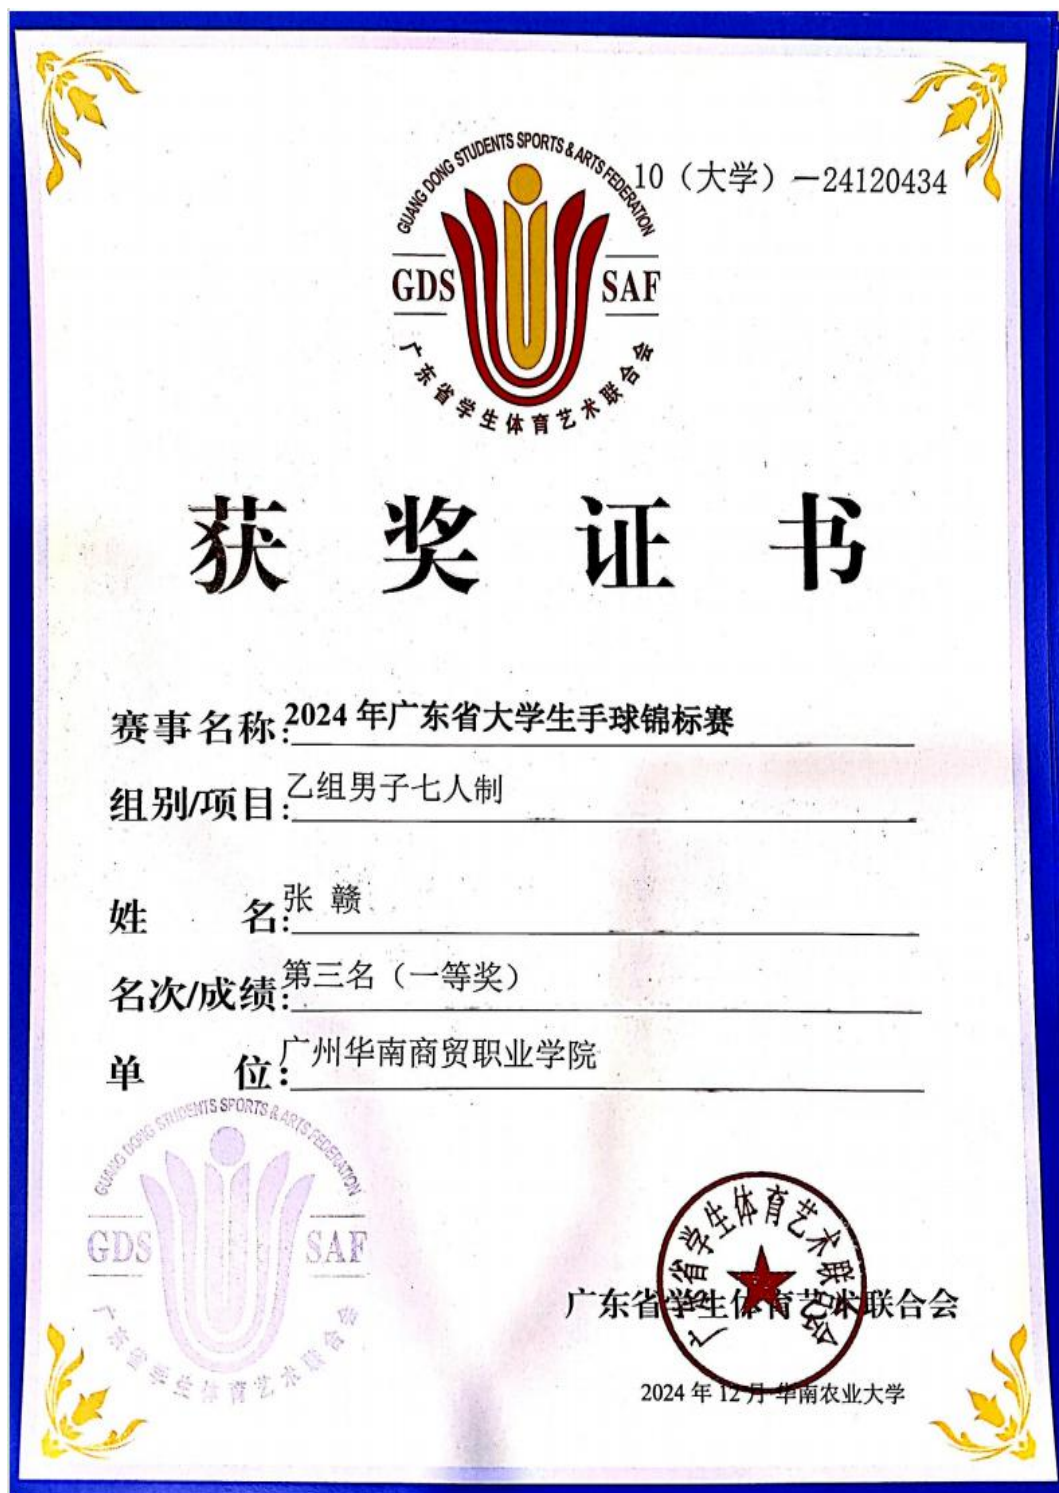 GUANG DONG STUDENTS SPORTS & ARTS FEDERATION
10（大学）—24120434
GDS SAF
广东省学生体育艺术联合会
获奖证书
赛事名称:2024 年广东省大学生手球锦标赛
组别/项目:乙组男子七人制
姓 名:张 赣
名次/成绩:第三名（一等奖）
单 位:广州华南商贸职业学院
GUANG DONG STUDENTS SPORTS & ARTS FEDERATION
GDS SAF
广东省学生体育艺术联合会
广东省学生体育艺术联合会
广东省学生体育艺术联合会
2024 年 12 月·华南农业大学